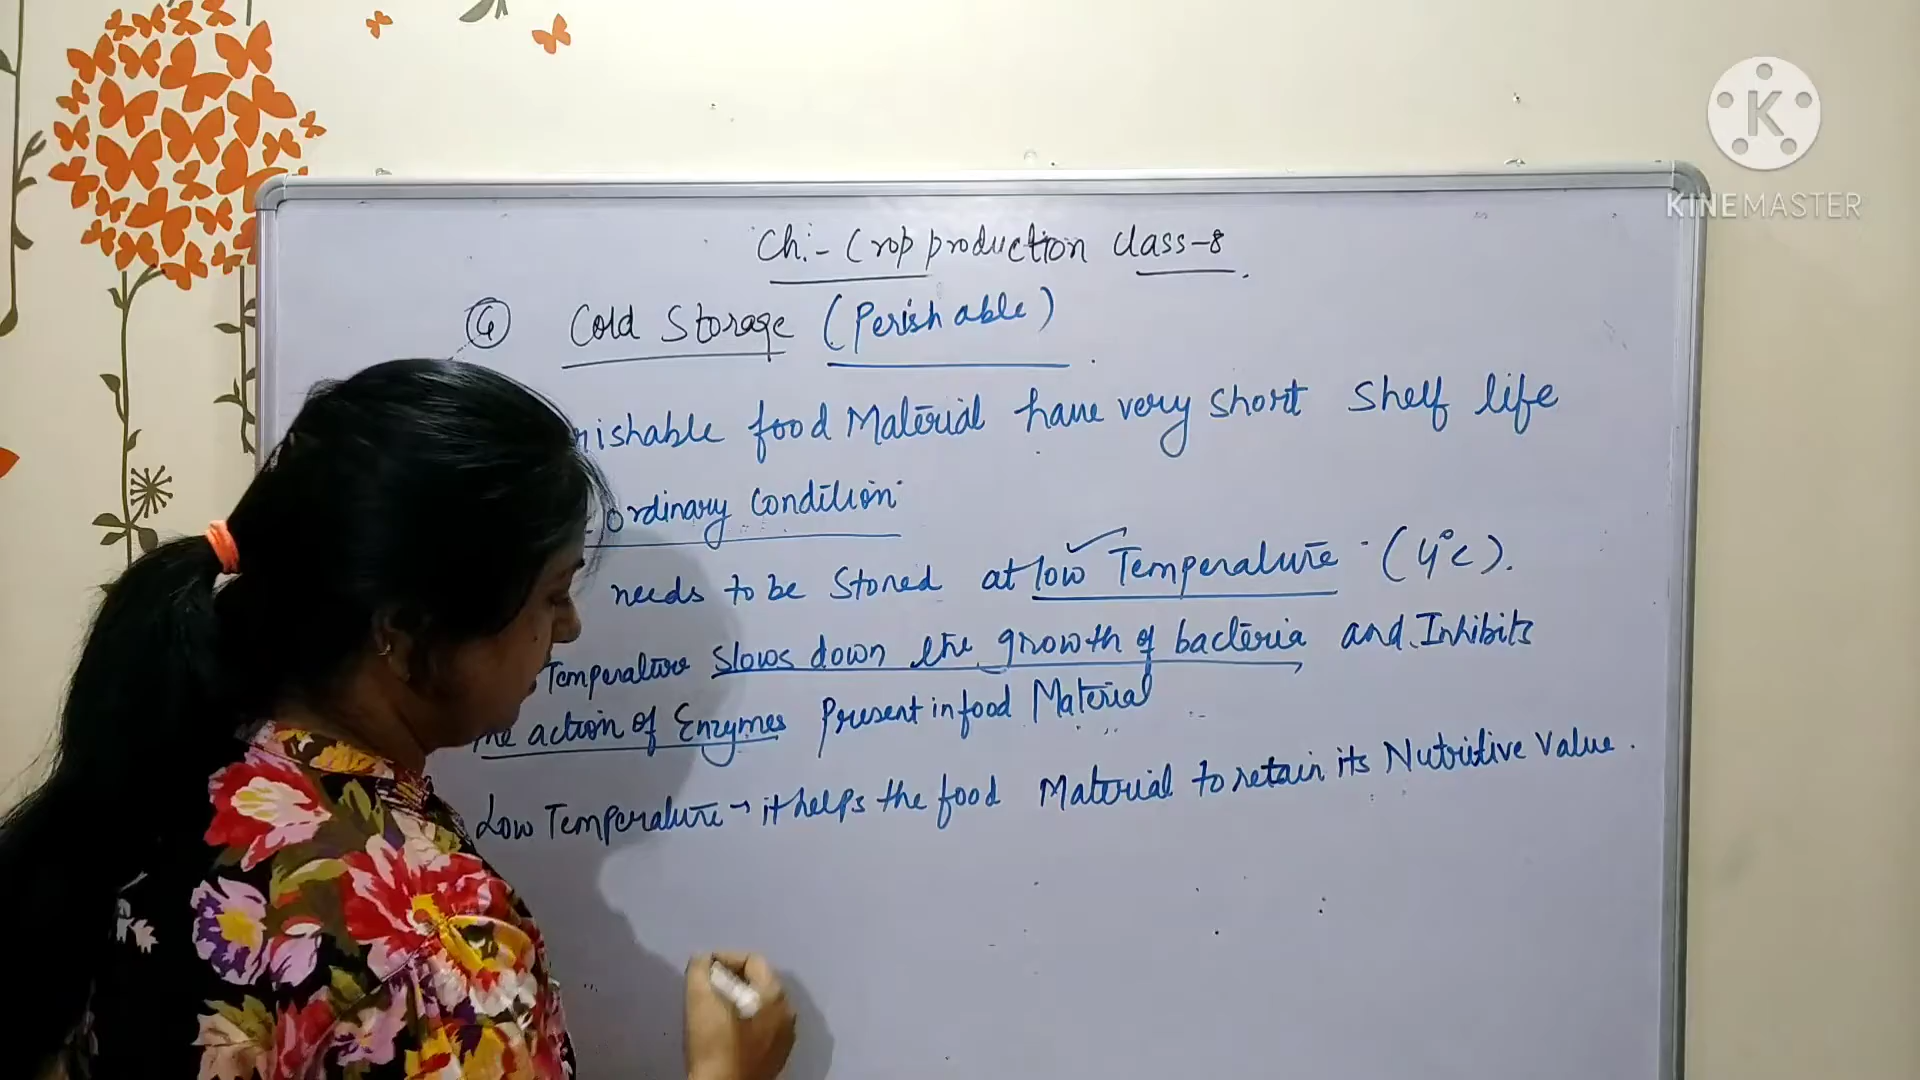 K
KINEMASTER
Ch:- Crop production Class-8
Cold Storage (Perishable)
rishable food Material have very short shelf life
ordinary Condition
needs to be Stored at low Temperature (4°C).
Temperature slows down the growth of bacteria and Inhibits
the action of Enzymes Present in food Material
Low Temperature → it helps the food Material to retain its Nutritive Value.